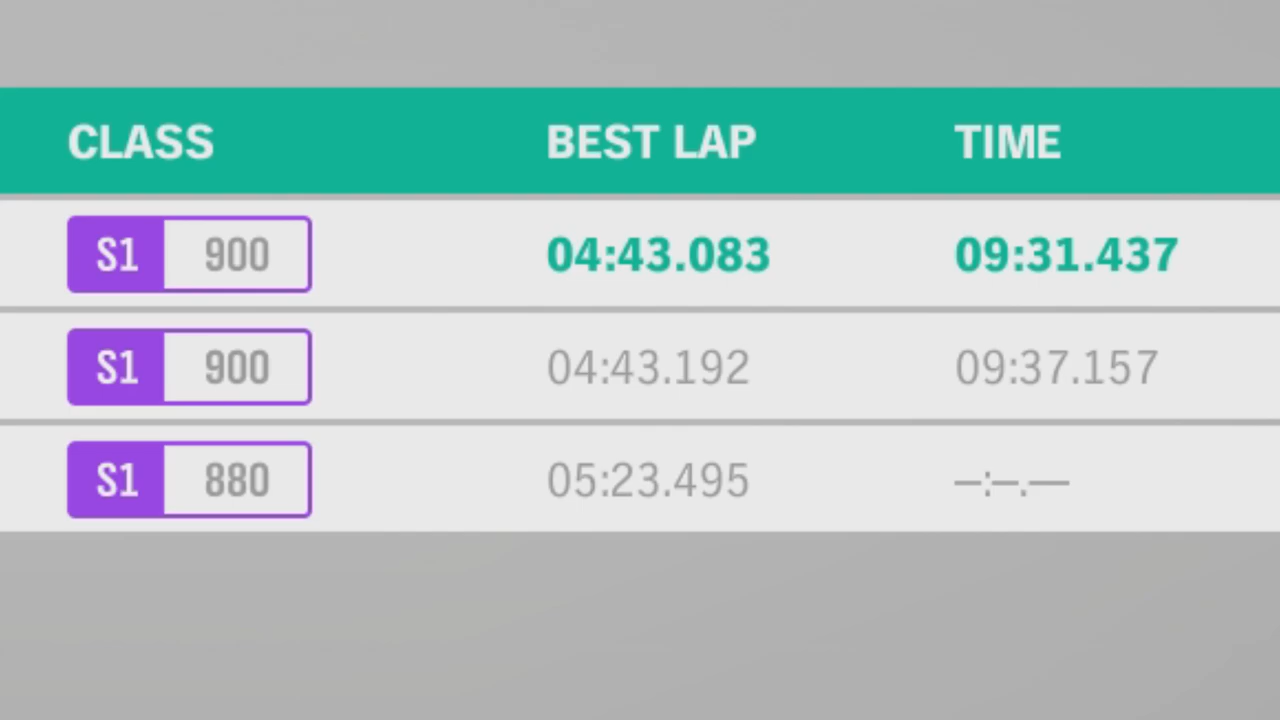 CLASS BEST LAP TIME
S1 900 04:43.083 09:31.437
S1 900 04:43.192 09:37.157
S1 880 05:23.495 —:—.—